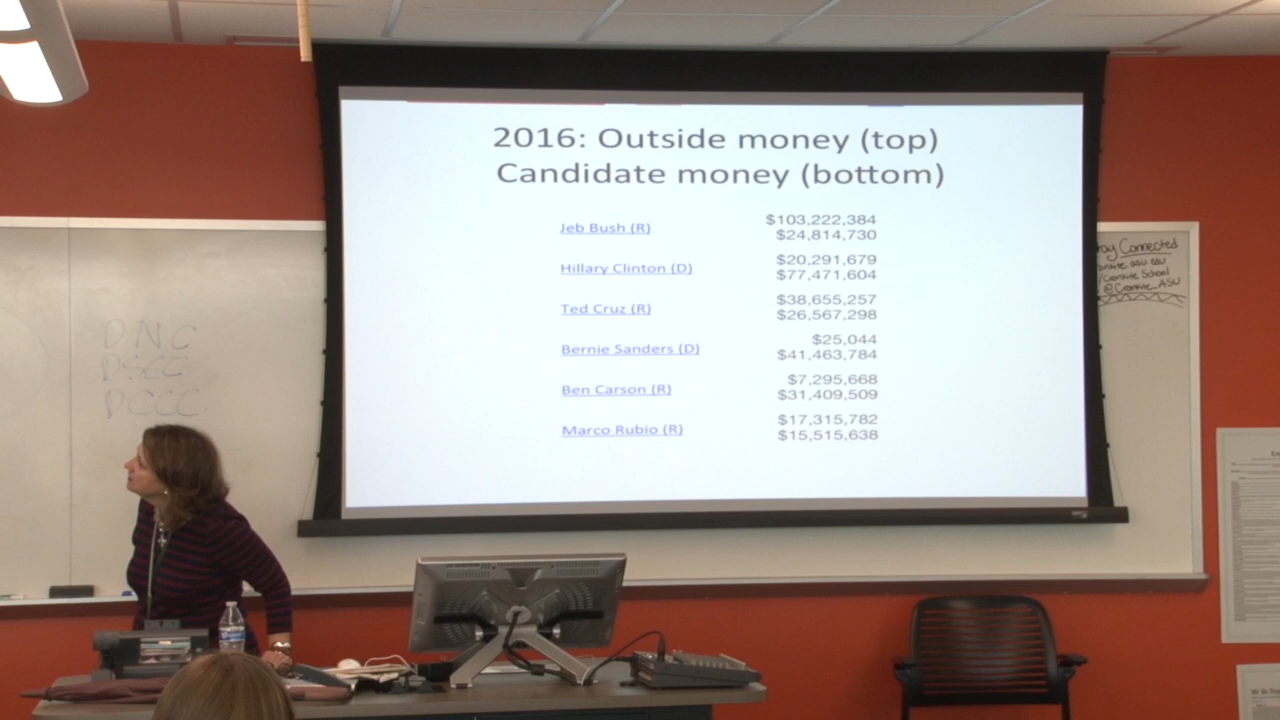 2016: Outside money (top)
Candidate money (bottom)
Jeb Bush (R)
$103,222,384
$24,814,730
Hillary Clinton (D)
$20,291,679
$77,471,604
Ted Cruz (R)
$38,655,257
$26,567,298
Bernie Sanders (D)
$25,044
$41,463,784
Ben Carson (R)
$7,295,668
$31,409,509
Marco Rubio (R)
$17,315,782
$15,515,638
DNC
DSCC
DCCC
Connected
/Cronkite School
@Cronkite_ASU